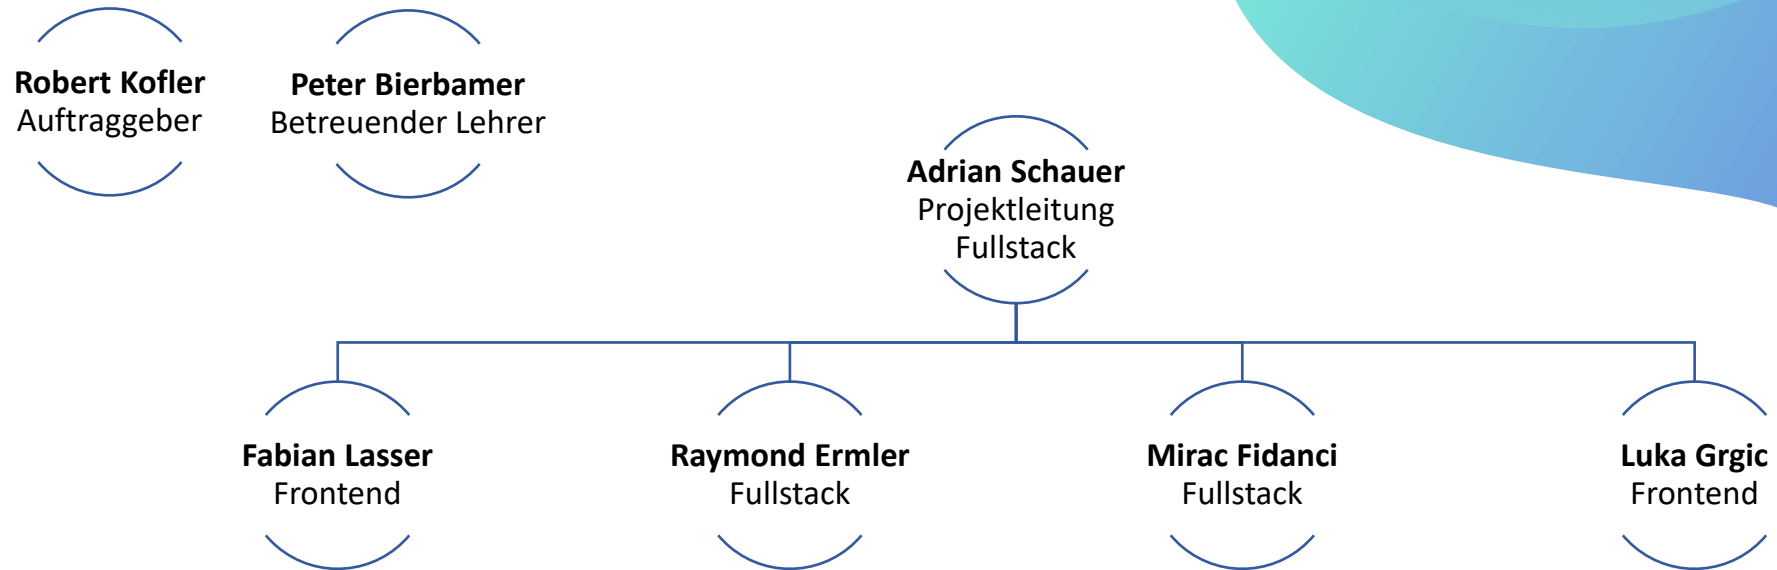 Robert Kofler
Auftraggeber
Peter Bierbamer
Betreuender Lehrer
Adrian Schauer
Projektleitung
Fullstack
Fabian Lasser
Frontend
Raymond Ermler
Fullstack
Mirac Fidanci
Fullstack
Luka Grgic
Frontend